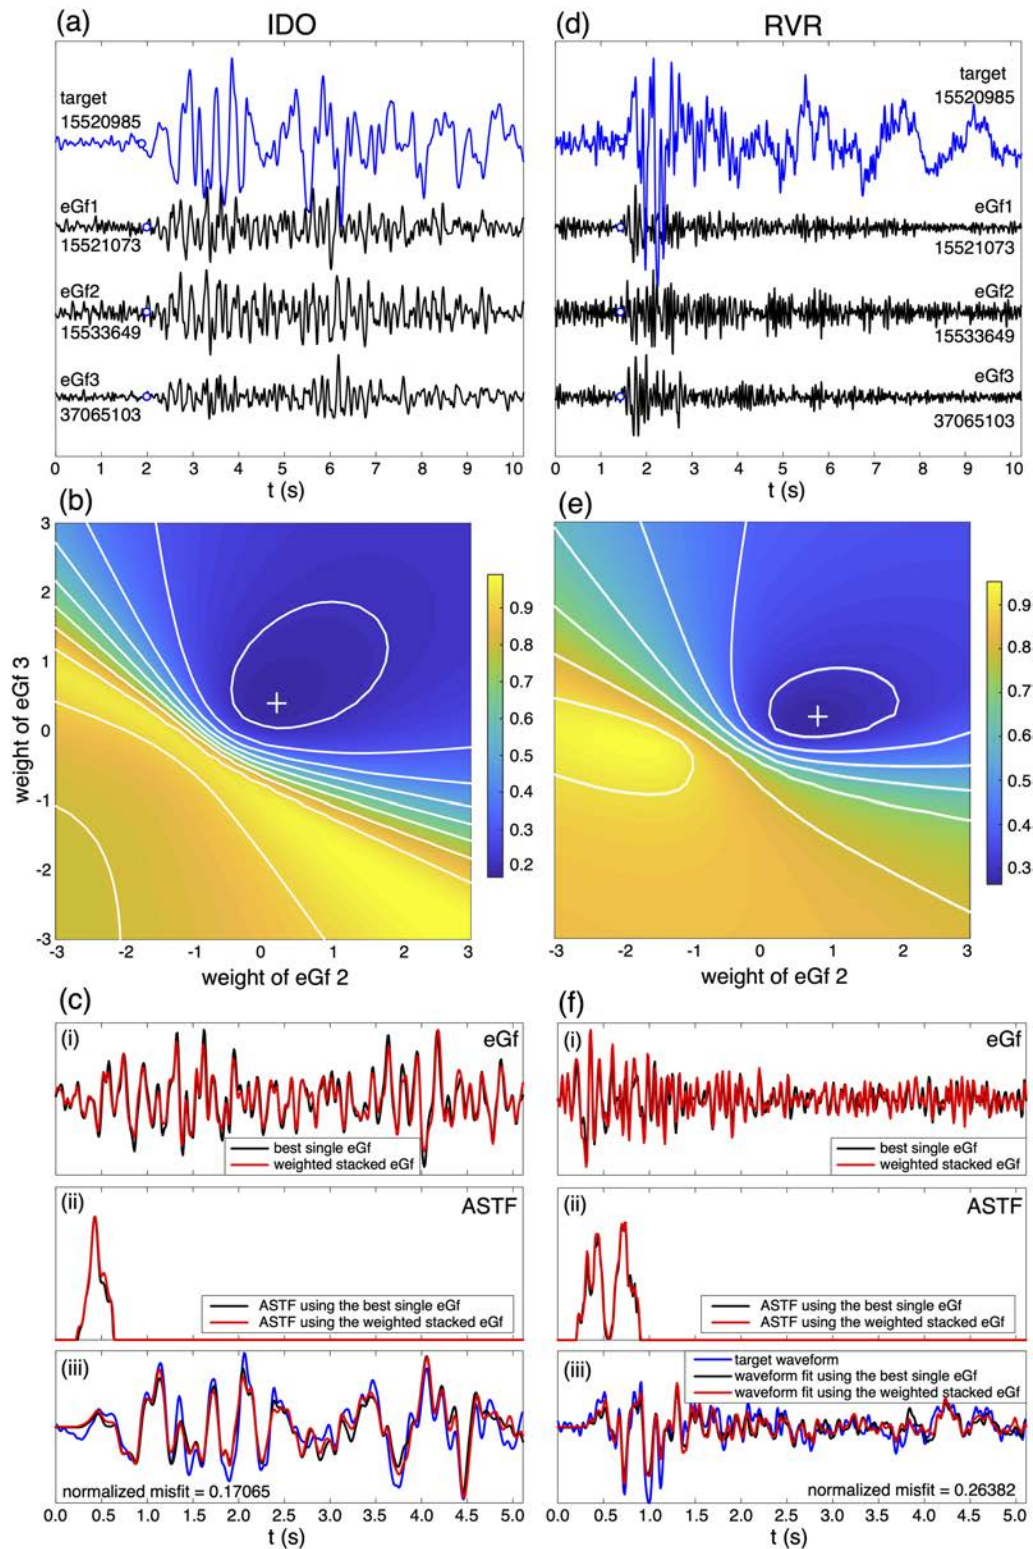 (a)
IDO
target
15520985
eGf1
15521073
eGf2
15533649
eGf3
37065103
0 1 2 3 4 5 6 7 8 9 10
t (s)
(d)
RVR
target
15520985
eGf1
15521073
eGf2
15533649
eGf3
37065103
0 1 2 3 4 5 6 7 8 9 10
t (s)
(b)
3
2
1
0
-1
-2
-3
weight of eGf 3
-3 -2 -1 0 1 2 3
weight of eGf 2
0.9
0.8
0.7
0.6
0.5
0.4
0.3
0.2
(e)
-3 -2 -1 0 1 2 3
weight of eGf 2
0.9
0.8
0.7
0.6
0.5
0.4
0.3
(c)
(i)
eGf
best single eGf
weighted stacked eGf
(ii)
ASTF
ASTF using the best single eGf
ASTF using the weighted stacked eGf
(iii)
normalized misfit = 0.17065
0.0 0.5 1.0 1.5 2.0 2.5 3.0 3.5 4.0 4.5 5.0
t (s)
(f)
(i)
eGf
best single eGf
weighted stacked eGf
(ii)
ASTF
ASTF using the best single eGf
ASTF using the weighted stacked eGf
(iii)
target waveform
waveform fit using the best single eGf
waveform fit using the weighted stacked eGf
normalized misfit = 0.26382
0.0 0.5 1.0 1.5 2.0 2.5 3.0 3.5 4.0 4.5 5.0
t (s)